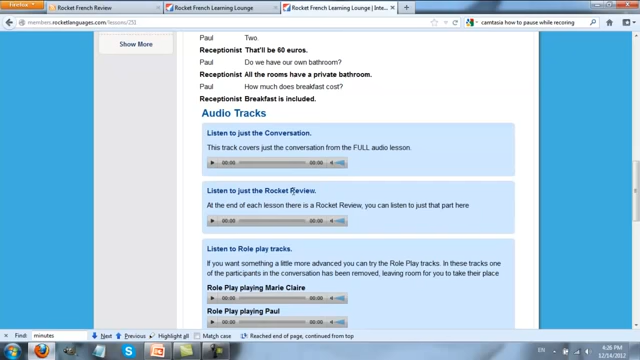 Firefox
Rocket French Review
Rocket French Learning Lounge
Rocket French Learning Lounge | Inte...
members.rocketlanguages.com/lesson/251
camtasia how to pause while recoring
Show More
Paul Two.
Receptionist That'll be 60 euros.
Paul Do we have our own bathroom?
Receptionist All the rooms have a private bathroom.
Paul How much does breakfast cost?
Receptionist Breakfast is included.
Audio Tracks
Listen to just the Conversation.
This track covers just the conversation from the FULL audio lesson.
00:00 00:00
Listen to just the Rocket Review.
At the end of each lesson there is a Rocket Review, you can listen to just that part here
00:00 00:00
Listen to Role play tracks.
If you want something a little more advanced you can try the Role Play tracks. In these tracks one
of the participants in the conversation has been removed, leaving room for you to take their place
Role Play playing Marie Claire
00:00 00:00
Role Play playing Paul
00:00 00:00
Find: minutes Next Previous Highlight all Match case Reached end of page, continued from top
EN 4:26 PM
12/14/2012